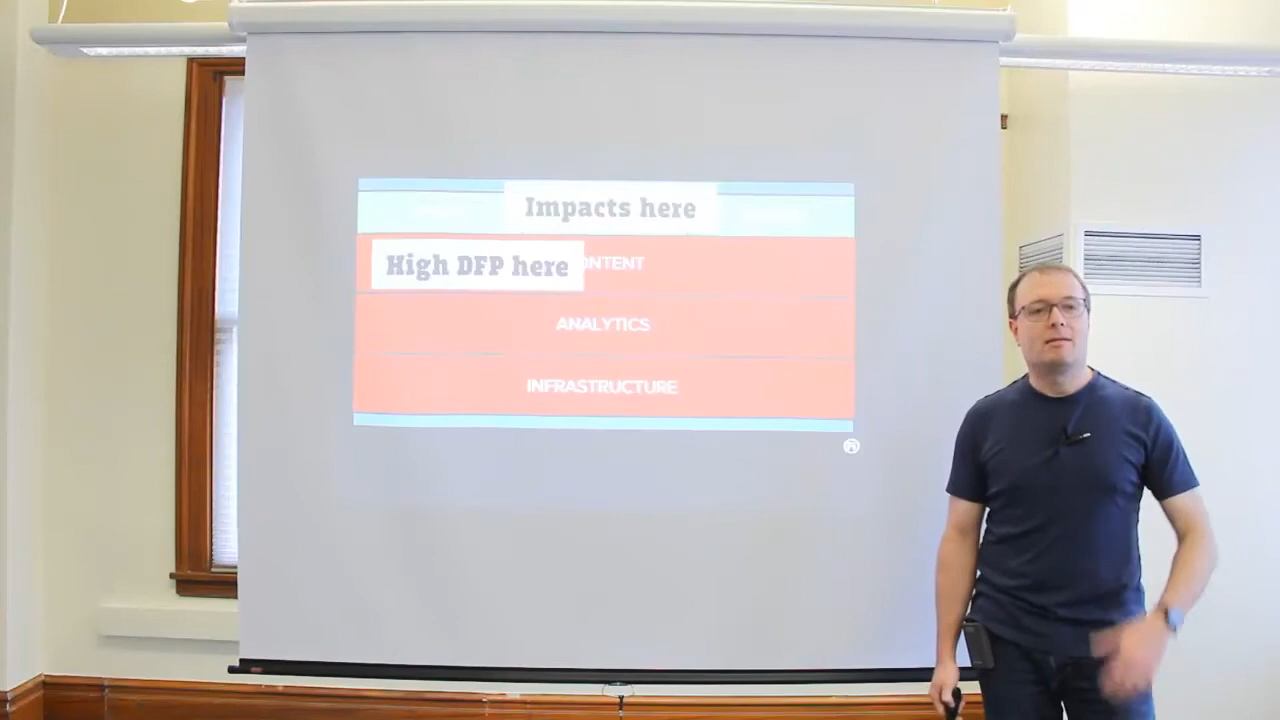 Impacts here
High DFP here
ONTENT
ANALYTICS
INFRASTRUCTURE